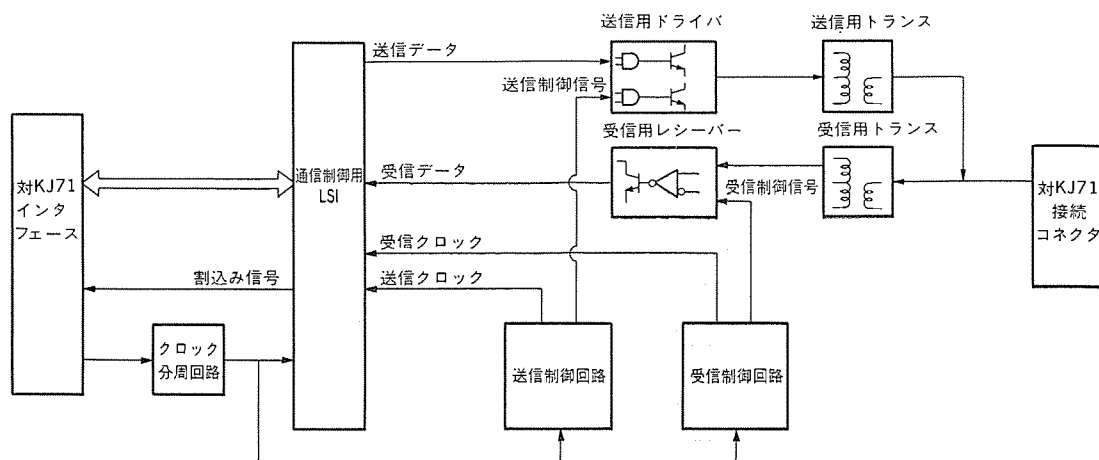 送信用ドライバ
送信用トランス
送信データ
送信制御信号
受信用レシーバー
受信用トランス
対KJ71
インタ
フェース
通信制御用
LSI
受信データ
受信制御信号
対KJ71
接続
コネクタ
受信クロック
割込み信号
送信クロック
クロック
分周回路
送信制御回路
受信制御回路